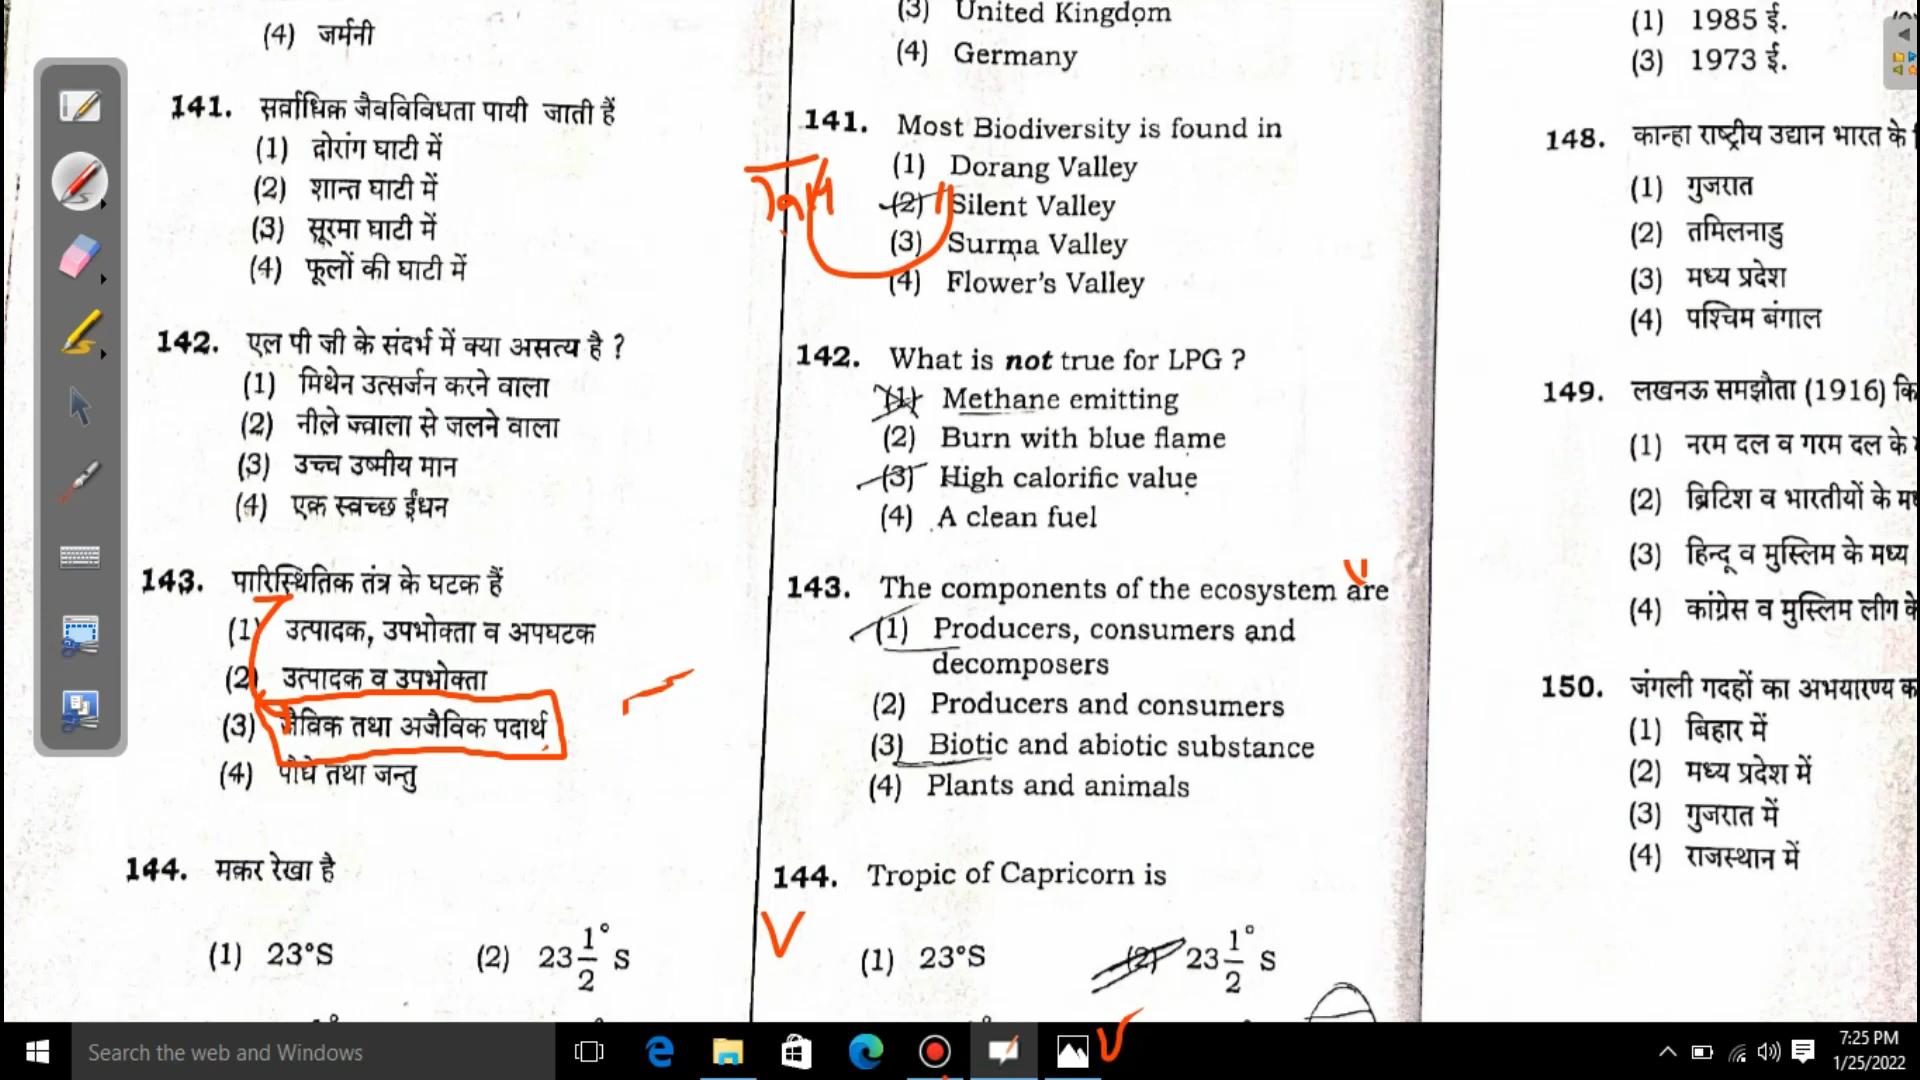 (4) जर्मनी
141. सर्वाधिक जैवविविधता पायी जाती हैं
(1) दोरांग घाटी में
(2) शान्त घाटी में
(3) सूरमा घाटी में
(4) फूलों की घाटी में
142. एल पी जी के संदर्भ में क्या असत्य है ?
(1) मिथेन उत्सर्जन करने वाला
(2) नीले ज्वाला से जलने वाला
(3) उच्च उष्मीय मान
(4) एक स्वच्छ ईंधन
143. पारिस्थितिक तंत्र के घटक हैं
(1) उत्पादक, उपभोक्ता व अपघटक
(2) उत्पादक व उपभोक्ता
(3) जैविक तथा अजैविक पदार्थ
(4) पौधे तथा जन्तु
144. मकर रेखा है
(1) 23°S (2) 23 1/2° S
(3) United Kingdom
(4) Germany
141. Most Biodiversity is found in
(1) Dorang Valley
(2) Silent Valley
(3) Surma Valley
(4) Flower's Valley
142. What is not true for LPG ?
(1) Methane emitting
(2) Burn with blue flame
(3) High calorific value
(4) A clean fuel
143. The components of the ecosystem are
(1) Producers, consumers and
decomposers
(2) Producers and consumers
(3) Biotic and abiotic substance
(4) Plants and animals
144. Tropic of Capricorn is
(1) 23°S (2) 23 1/2° S
(1) 1985 ई.
(3) 1973 ई.
148. कान्हा राष्ट्रीय उद्यान भारत के
(1) गुजरात
(2) तमिलनाडु
(3) मध्य प्रदेश
(4) पश्चिम बंगाल
149. लखनऊ समझौता (1916) कि
(1) नरम दल व गरम दल के
(2) ब्रिटिश व भारतीयों के मध
(3) हिन्दू व मुस्लिम के मध्य
(4) कांग्रेस व मुस्लिम लीग के
150. जंगली गदहों का अभयारण्य क
(1) बिहार में
(2) मध्य प्रदेश में
(3) गुजरात में
(4) राजस्थान में
Search the web and Windows
7:25 PM
1/25/2022